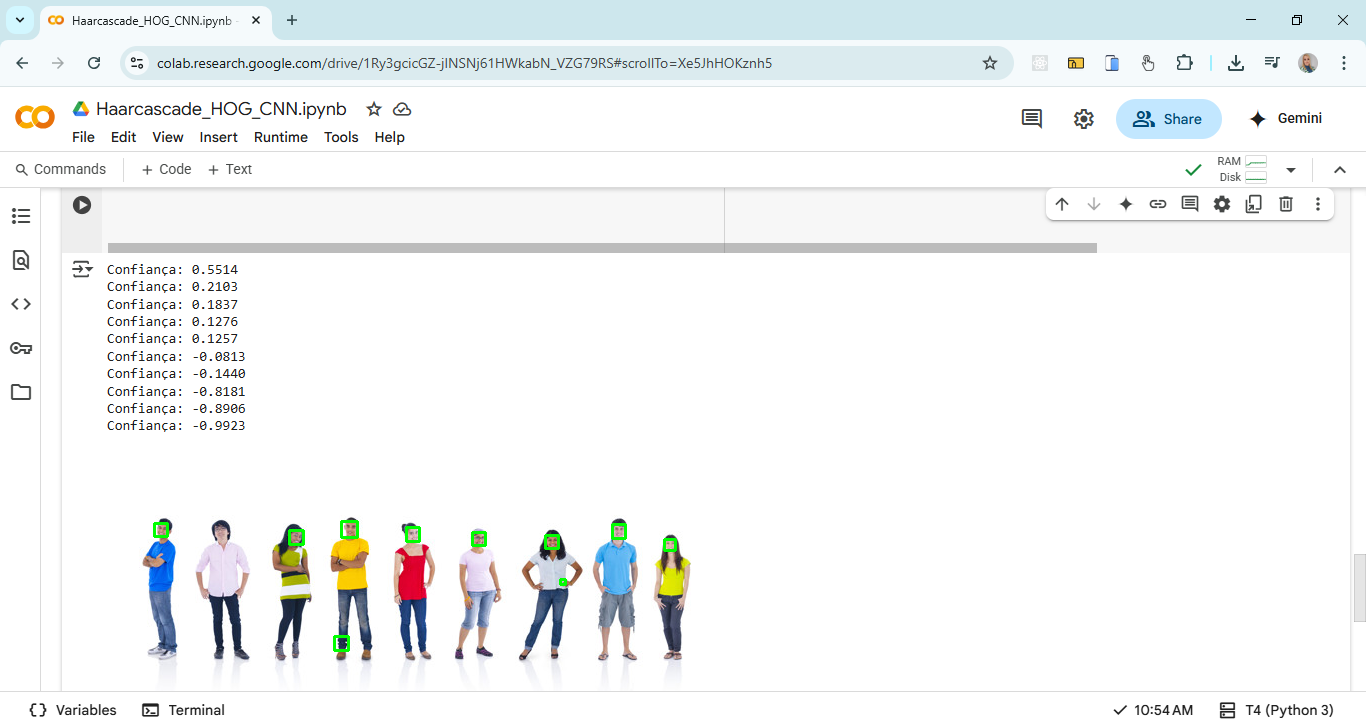 Haarcascade_HOG_CNN.ipynb
colab.research.google.com/drive/1Ry3gcicGZ-jINSNj61HWkabN_VZG79RS#scrollTo=Xe5JhHOKznh5
Haarcascade_HOG_CNN.ipynb
File Edit View Insert Runtime Tools Help
Share
Gemini
Commands + Code + Text
RAM
Disk
Confiança: 0.5514
Confiança: 0.2103
Confiança: 0.1837
Confiança: 0.1276
Confiança: 0.1257
Confiança: -0.0813
Confiança: -0.1440
Confiança: -0.8181
Confiança: -0.8906
Confiança: -0.9923
Variables Terminal
10:54 AM T4 (Python 3)